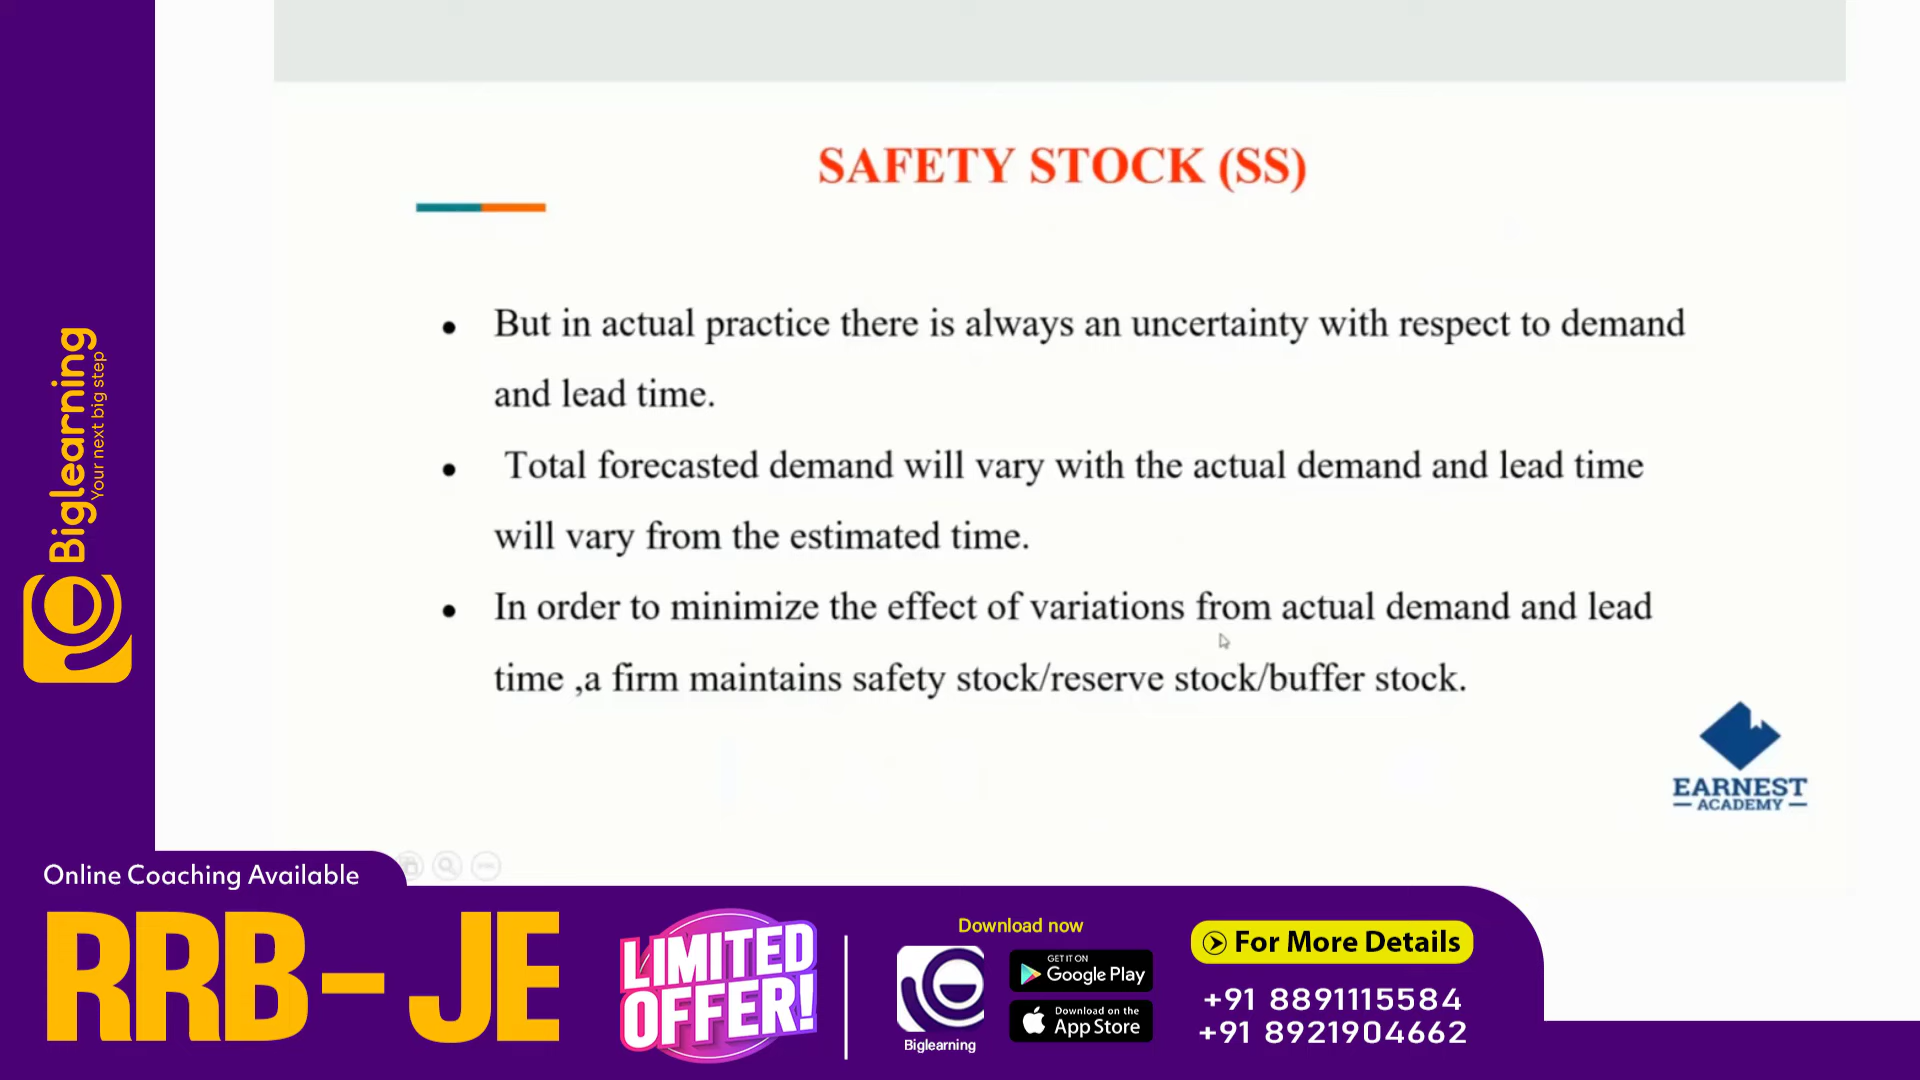 SAFETY STOCK (SS)
● But in actual practice there is always an uncertainty with respect to demand
and lead time.
● Total forecasted demand will vary with the actual demand and lead time
will vary from the estimated time.
● In order to minimize the effect of variations from actual demand and lead
time ,a firm maintains safety stock/reserve stock/buffer stock.
EARNEST
ACADEMY
Biglearning
Your next big step
Online Coaching Available
RRB-JE
LIMITED
OFFER!
Download now
Biglearning
GET IT ON
Google Play
Download on the
App Store
For More Details
+91 8891115584
+91 8921904662